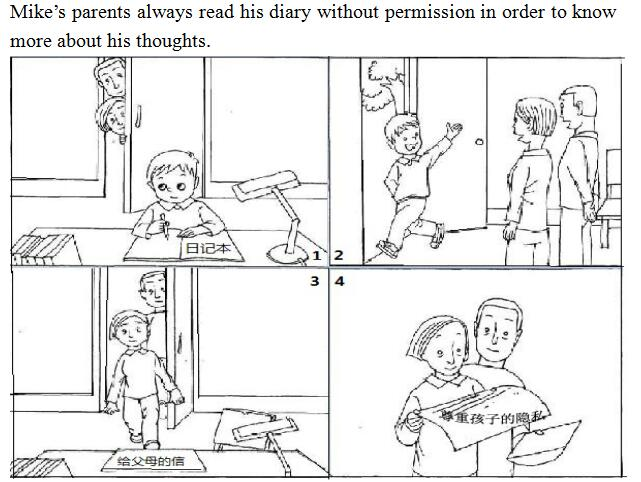 Mike’s parents always read his diary without permission in order to know
more about his thoughts.
日记本
1
2
3
4
给父母的信
尊重孩子的隐私